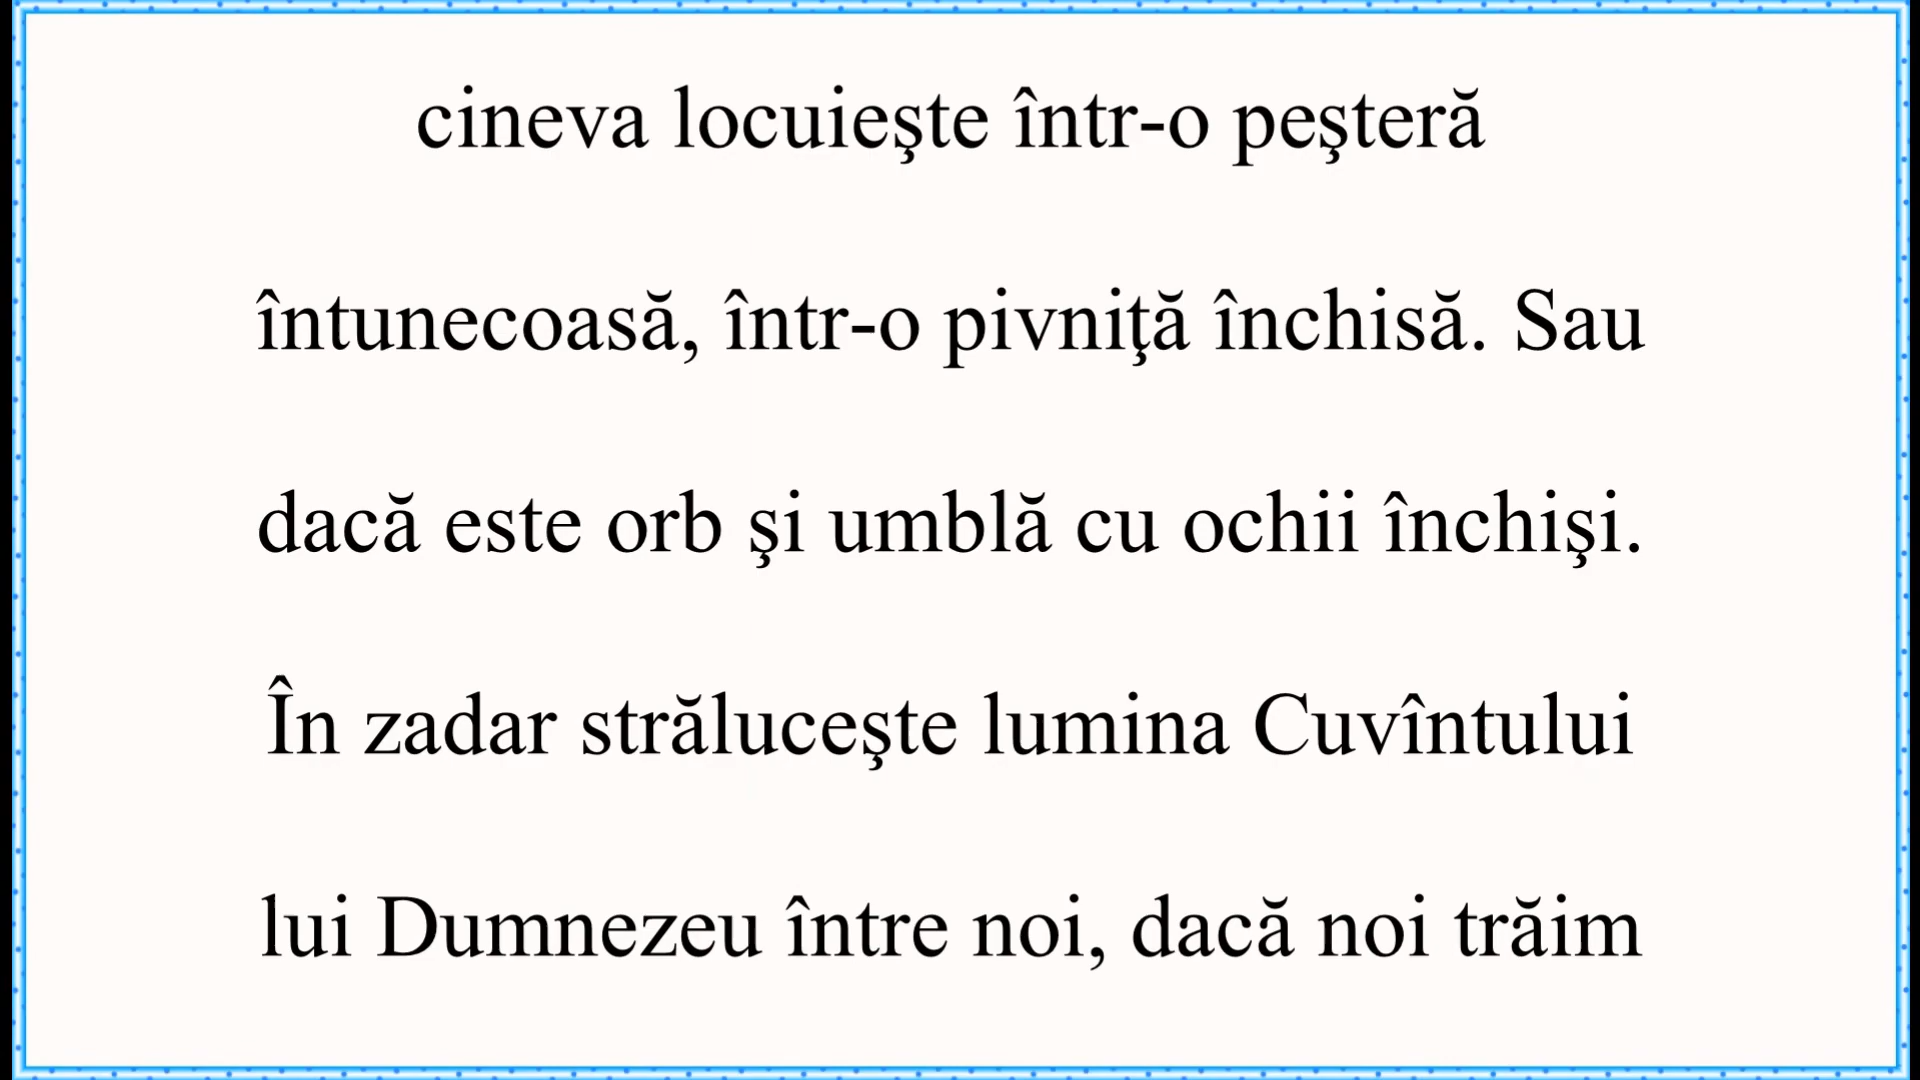 cineva locuieşte într-o peşteră
întunecoasă, într-o pivniţă închisă. Sau
dacă este orb şi umblă cu ochii închişi.
În zadar străluceşte lumina Cuvîntului
lui Dumnezeu între noi, dacă noi trăim